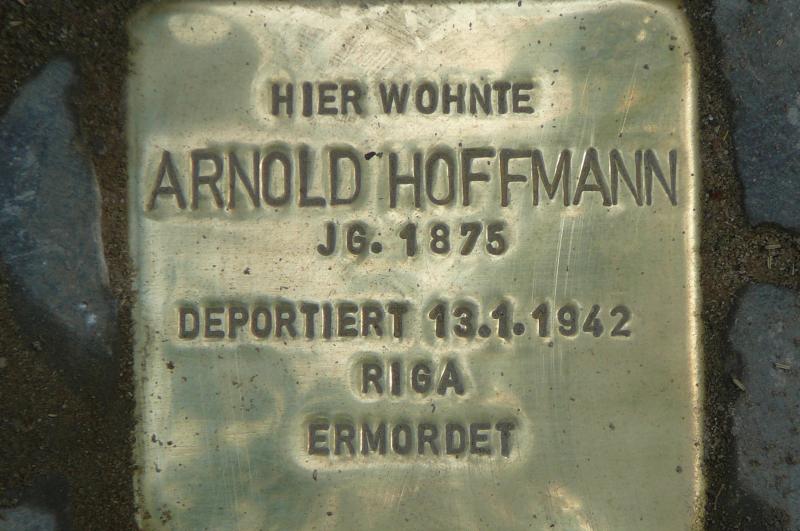 HIER WOHNTE
ARNOLD HOFFMANN
JG. 1875
DEPORTIERT 13.1.1942
RIGA
ERMORDET